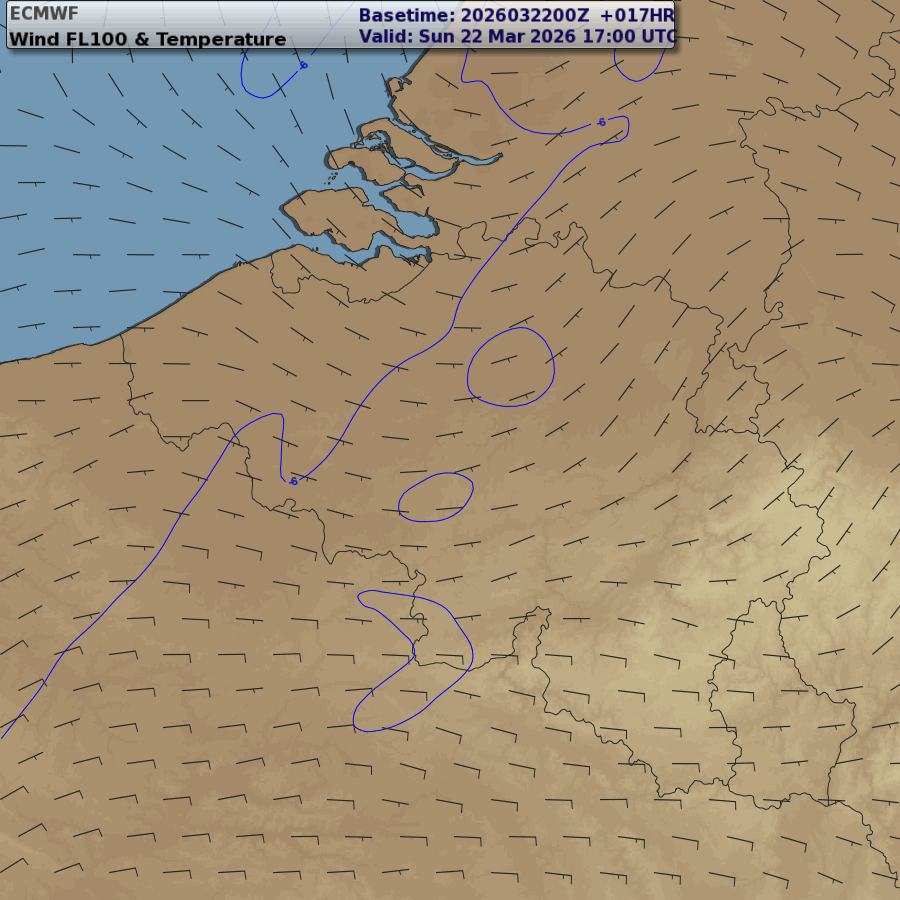 ECMWF
Wind FL100 & Temperature
Basetime: 2026032200Z +017HR
Valid: Sun 22 Mar 2026 17:00 UTC
-6
-6
-6